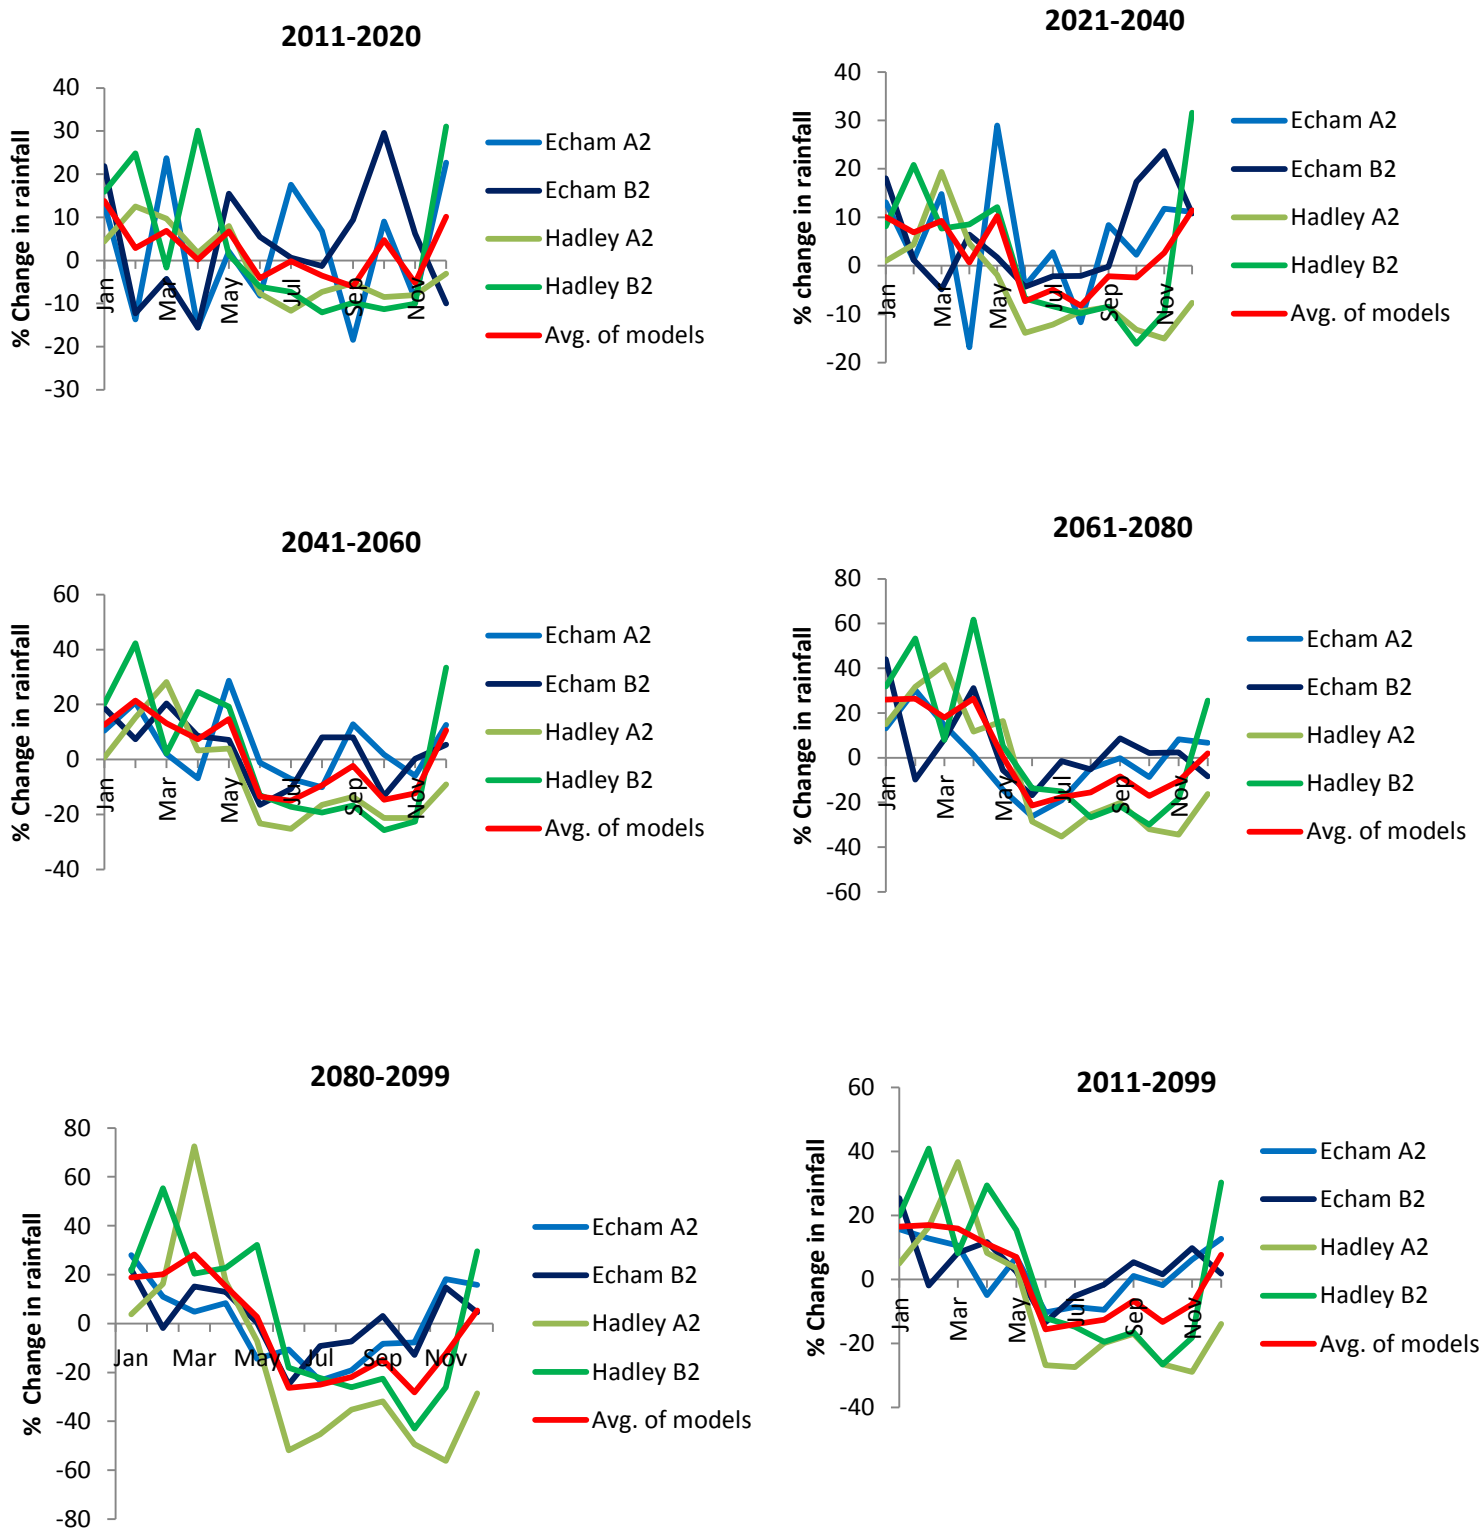 2011-2020
% Change in rainfall
40
30
20
10
0
-10
-20
-30
Jan
Mar
May
Jul
Sep
Nov
Echam A2
Echam B2
Hadley A2
Hadley B2
Avg. of models
2021-2040
% change in rainfall
40
30
20
10
0
-10
-20
Jan
Mar
May
Jul
Sep
Nov
Echam A2
Echam B2
Hadley A2
Hadley B2
Avg. of models
2041-2060
% Change in rainfall
60
40
20
0
-20
-40
Jan
Mar
May
Jul
Sep
Nov
Echam A2
Echam B2
Hadley A2
Hadley B2
Avg. of models
2061-2080
% Change in rainfall
80
60
40
20
0
-20
-40
-60
Jan
Mar
May
Jul
Sep
Nov
Echam A2
Echam B2
Hadley A2
Hadley B2
Avg. of models
2080-2099
% Change in rainfall
80
60
40
20
0
-20
-40
-60
-80
Jan Mar May Jul Sep Nov
Echam A2
Echam B2
Hadley A2
Hadley B2
Avg. of models
2011-2099
% Change in rainfall
60
40
20
0
-20
-40
Jan
Mar
May
Jul
Sep
Nov
Echam A2
Echam B2
Hadley A2
Hadley B2
Avg. of models